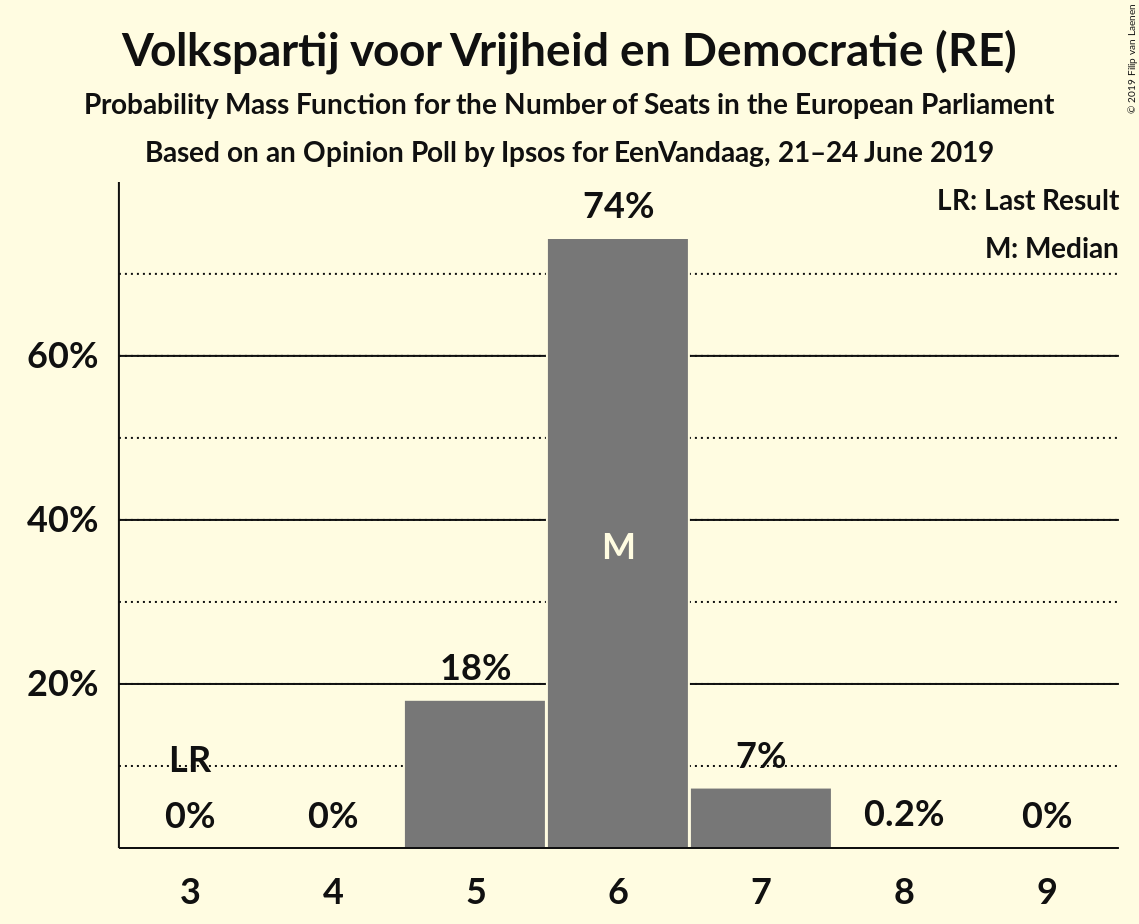 Volkspartij voor Vrijheid en Democratie (RE)
Probability Mass Function for the Number of Seats in the European Parliament
Based on an Opinion Poll by Ipsos for EenVandaag, 21–24 June 2019
© 2019 Filip van Laenen
LR: Last Result
M: Median
74%
60%
40%
M
18%
20%
LR
7%
0%
0%
0.2%
0%
3 4 5 6 7 8 9